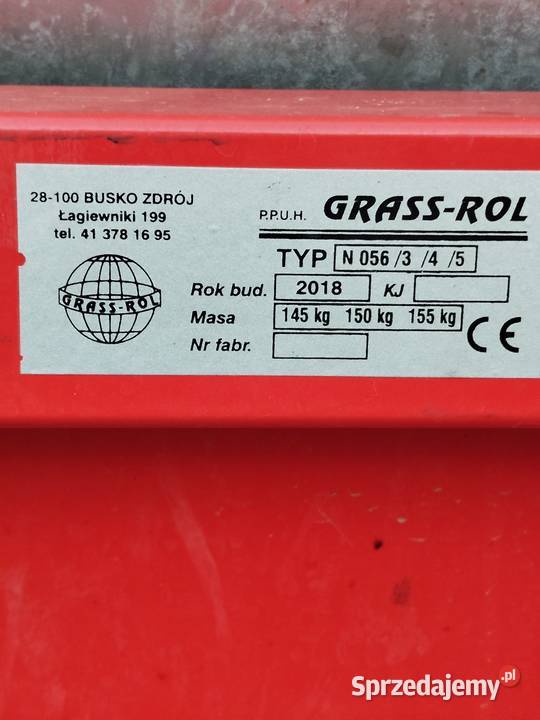 28-100 BUSKO ZDRÓJ
Łagiewniki 199
tel. 41 378 16 95
GRASS-ROL
P.P.U.H. GRASS-ROL
TYP N 056 /3 /4 /5
Rok bud. 2018 KJ
Masa 145 kg 150 kg 155 kg
Nr fabr.
CE
Sprzedajemy.pl